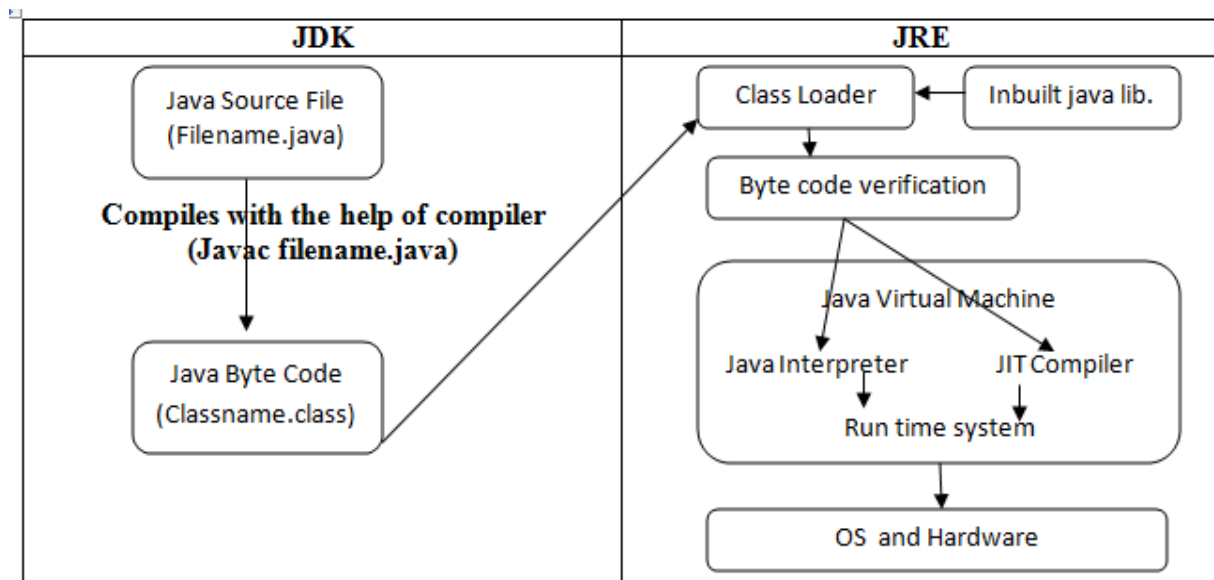 JDK
Java Source File
(Filename.java)
Compiles with the help of compiler
(Javac filename.java)
Java Byte Code
(Classname.class)
JRE
Class Loader
Inbuilt java lib.
Byte code verification
Java Virtual Machine
Java Interpreter
JIT Compiler
Run time system
OS and Hardware